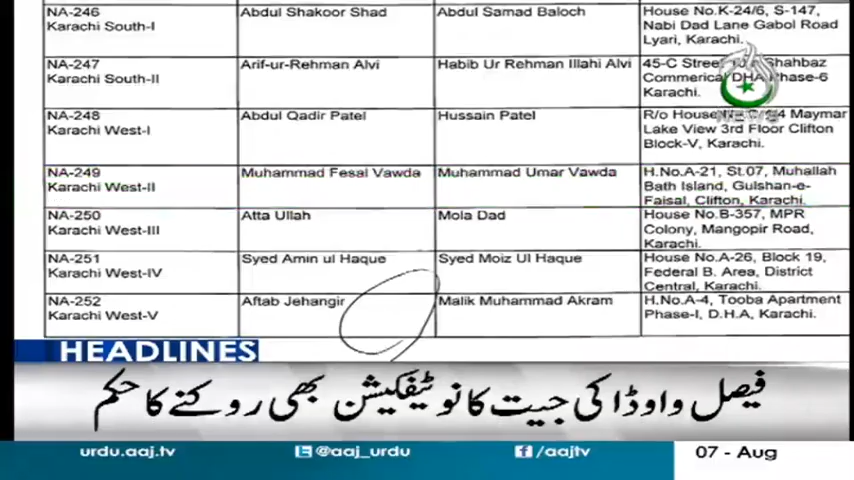 NA-246 Abdul Shakoor Shad Abdul Samad Baloch House No.K-24/6, S-147,
Karachi South-I Nabi Dad Lane Gabol Road
Lyari, Karachi.
NA-247 Arif-ur-Rehman Alvi Habib Ur Rehman Illahi Alvi 45-C Street Shahbaz
Karachi South-II Commerical DHA Phase-6
Karachi.
NA-248 Abdul Qadir Patel Hussain Patel R/o House Maymar
Karachi West-I Lake View 3rd Floor Clifton
Block-V, Karachi.
NA-249 Muhammad Fesal Vawda Muhammad Umar Vawda H.No.A-21, St.07, Muhallah
Karachi West-II Bath Island, Gulshan-e-
Faisal, Clifton, Karachi.
NA-250 Atta Ullah Mola Dad House No.B-357, MPR
Karachi West-III Colony, Mangopir Road,
Karachi.
NA-251 Syed Amin ul Haque Syed Moiz Ul Haque House No.A-26, Block 19,
Karachi West-IV Federal B. Area, District
Central, Karachi.
NA-252 Aftab Jehangir Malik Muhammad Akram H.No.A-4, Tooba Apartment
Karachi West-V Phase-I, D.H.A, Karachi.
NEWS
HEADLINES
فیصل واوڈا کی جیت کا نوٹیفکیشن بھی روکنے کا حکم
urdu.aaj.tv @aaj_urdu /aajtv 07 - Aug